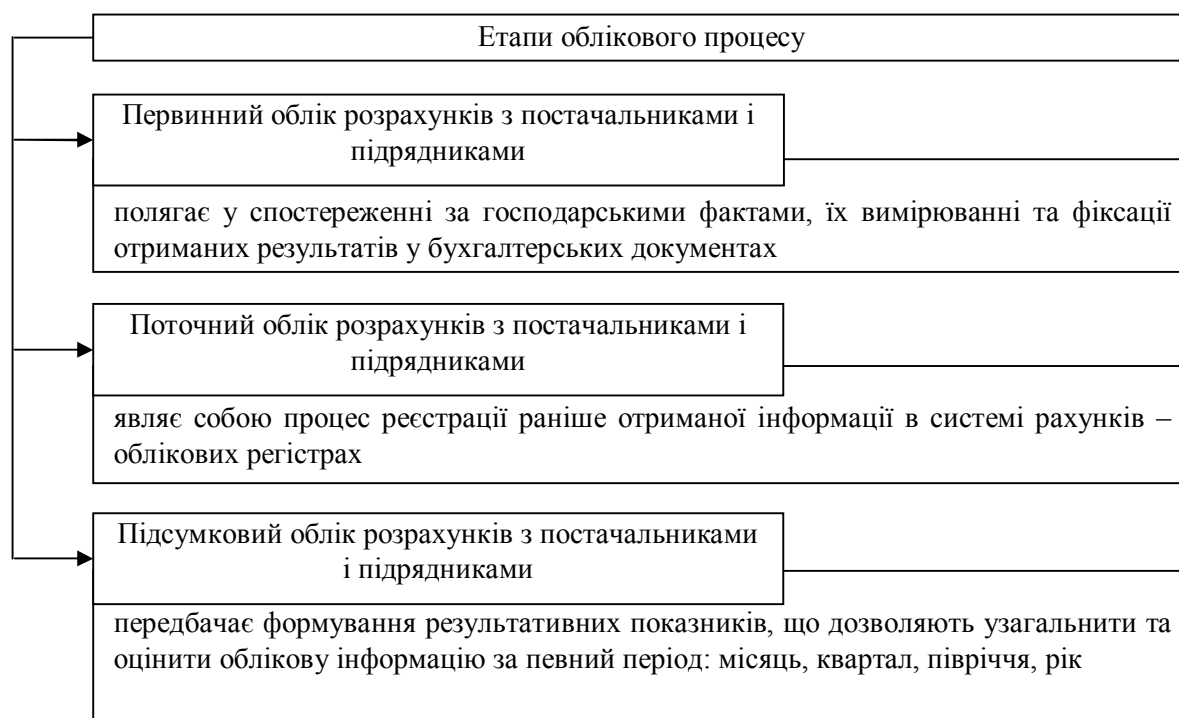 Етапи облікового процесу
Первинний облік розрахунків з постачальниками і
підрядниками
полягає у спостереженні за господарськими фактами, їх вимірюванні та фіксації
отриманих результатів у бухгалтерських документах
Поточний облік розрахунків з постачальниками і
підрядниками
являє собою процес реєстрації раніше отриманої інформації в системі рахунків –
облікових регістрах
Підсумковий облік розрахунків з постачальниками
і підрядниками
передбачає формування результативних показників, що дозволяють узагальнити та
оцінити облікову інформацію за певний період: місяць, квартал, півріччя, рік